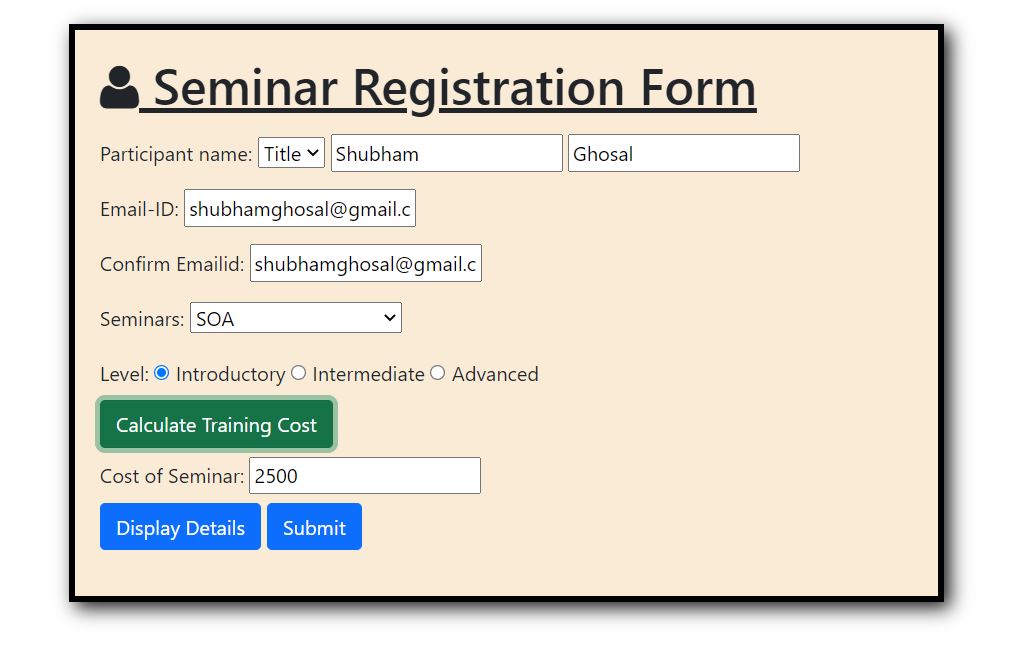 Seminar Registration Form
Participant name: Title Shubham Ghosal
Email-ID: shubhamghosal@gmail.c
Confirm Emailid: shubhamghosal@gmail.c
Seminars: SOA
Level: Introductory Intermediate Advanced
Calculate Training Cost
Cost of Seminar: 2500
Display Details Submit